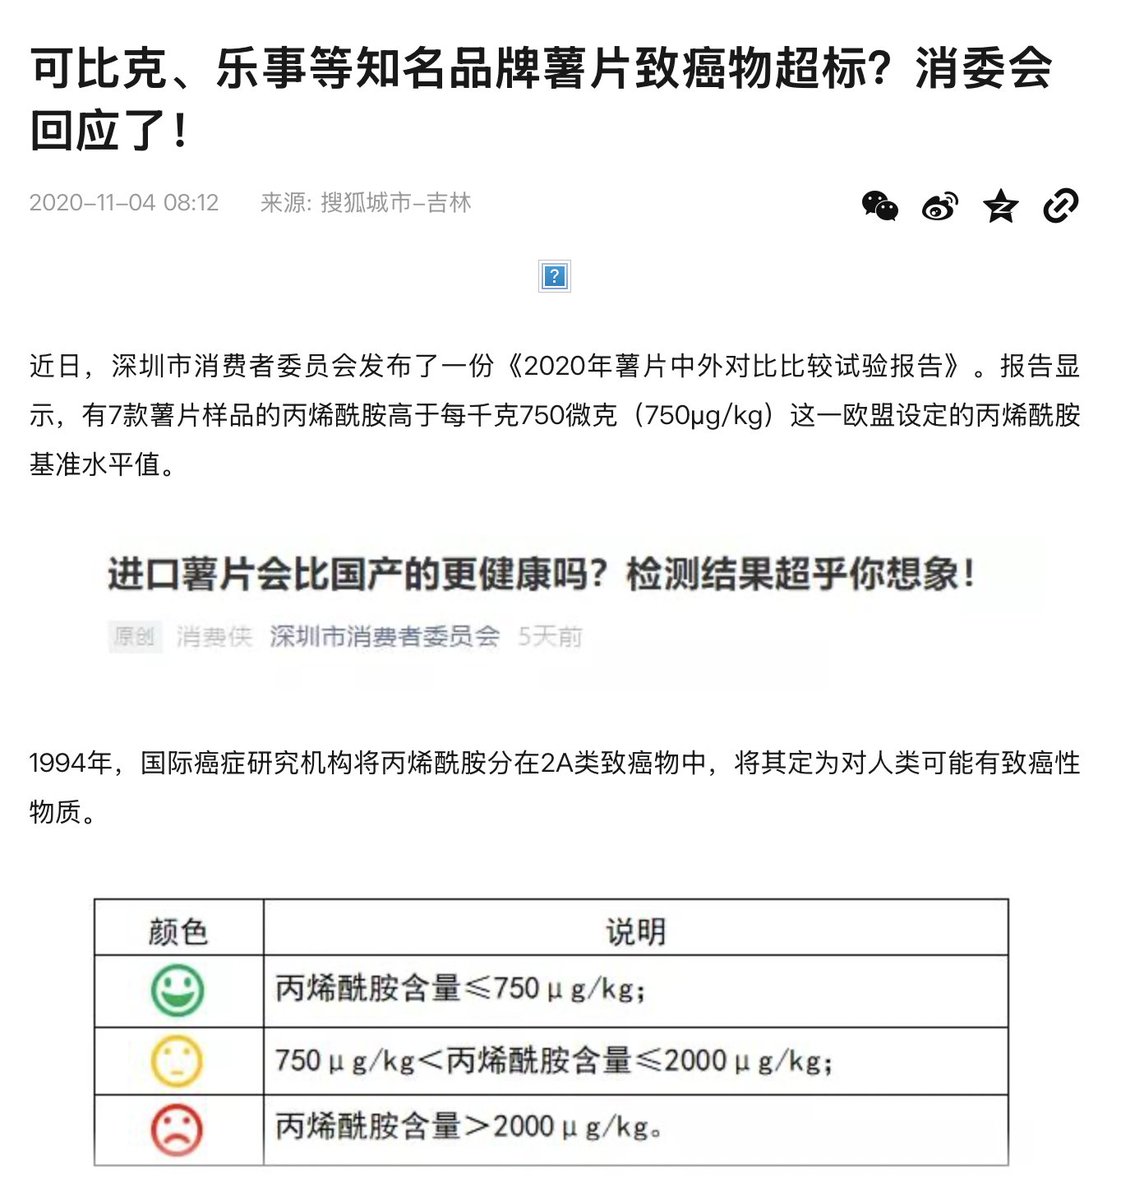 可比克、乐事等知名品牌薯片致癌物超标？消委会
回应了！
2020-11-04 08:12 来源: 搜狐城市-吉林
?
近日，深圳市消费者委员会发布了一份《2020年薯片中外对比比较试验报告》。报告显
示，有7款薯片样品的丙烯酰胺高于每千克750微克（750μg/kg）这一欧盟设定的丙烯酰胺
基准水平值。
进口薯片会比国产的更健康吗？检测结果超乎你想象！
原创 消费侠 深圳市消费者委员会 5天前
1994年，国际癌症研究机构将丙烯酰胺分在2A类致癌物中，将其定为对人类可能有致癌性
物质。
颜色 说明
丙烯酰胺含量≤750μg/kg；
750μg/kg＜丙烯酰胺含量≤2000μg/kg；
丙烯酰胺含量＞2000μg/kg。